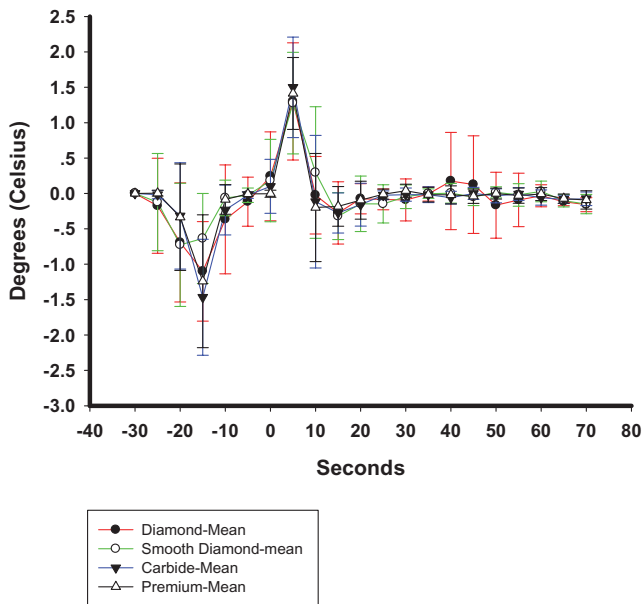 2.5
2.0
1.5
1.0
.5
0.0
-0.5
-1.0
-1.5
-2.0
-2.5
-3.0
Degrees (Celsius)
-40 -30 -20 -10 0 10 20 30 40 50 60 70 80
Seconds
Diamond-Mean
Smooth Diamond-mean
Carbide-Mean
Premium-Mean